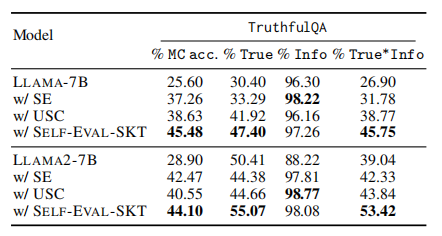 TruthfulQA
Model
% MC acc. % True % Info % True*Info
LLAMA-7B 25.60 30.40 96.30 26.90
w/ SE 37.26 33.29 98.22 31.78
w/ USC 38.63 41.92 96.16 38.77
w/ SELF-EVAL-SKT 45.48 47.40 97.26 45.75
LLAMA2-7B 28.90 50.41 88.22 39.04
w/ SE 42.47 44.38 97.81 42.33
w/ USC 40.55 44.66 98.77 43.84
w/ SELF-EVAL-SKT 44.10 55.07 98.08 53.42